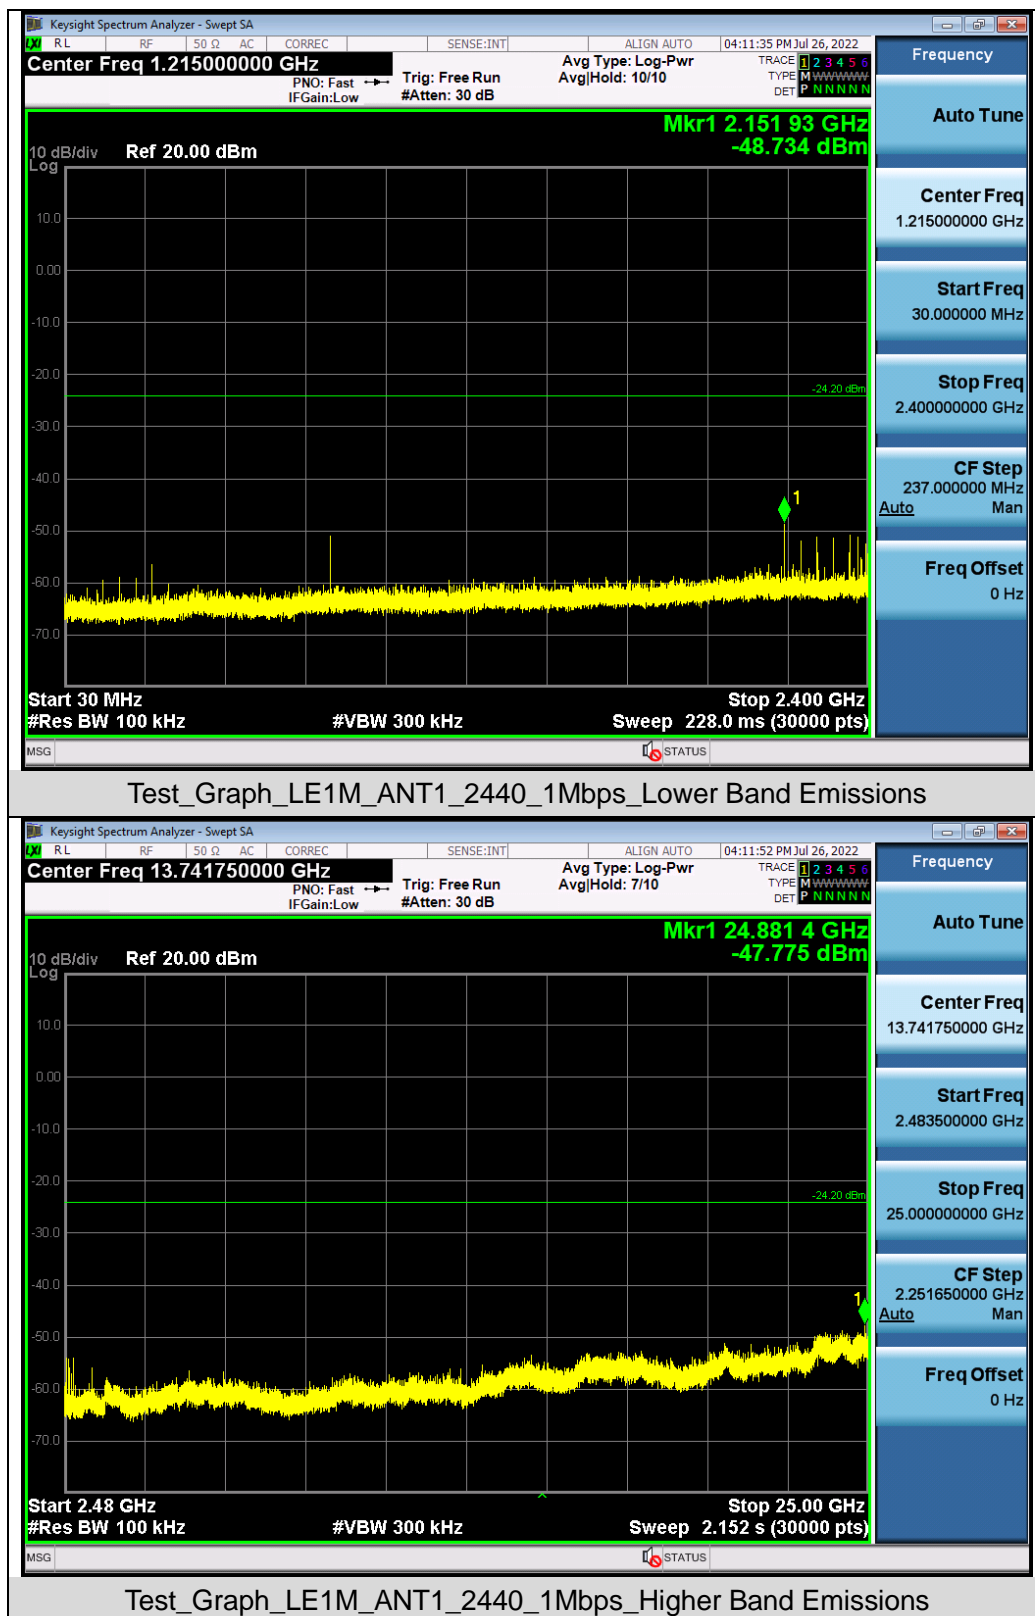 Keysight Spectrum Analyzer - Swept SA
LXI RL RF 50 Ω AC CORREC SENSE:INT ALIGN AUTO 04:11:35 PM Jul 26, 2022
Center Freq 1.215000000 GHz
PNO: Fast
IFGain:Low
Trig: Free Run
#Atten: 30 dB
Avg Type: Log-Pwr
Avg|Hold: 10/10
TRACE 1 2 3 4 5 6
TYPE M WWWWW
DET P N N N N N
Mkr1 2.151 93 GHz
-48.734 dBm
10 dB/div Ref 20.00 dBm
Log
10.0
0.00
-10.0
-20.0
-24.20 dBm
-30.0
-40.0
1
-50.0
-60.0
-70.0
Start 30 MHz Stop 2.400 GHz
#Res BW 100 kHz #VBW 300 kHz Sweep 228.0 ms (30000 pts)
MSG STATUS
Frequency
Auto Tune
Center Freq
1.215000000 GHz
Start Freq
30.000000 MHz
Stop Freq
2.400000000 GHz
CF Step
237.000000 MHz
Auto Man
Freq Offset
0 Hz
Test_Graph_LE1M_ANT1_2440_1Mbps_Lower Band Emissions
Keysight Spectrum Analyzer - Swept SA
LXI RL RF 50 Ω AC CORREC SENSE:INT ALIGN AUTO 04:11:52 PM Jul 26, 2022
Center Freq 13.741750000 GHz
PNO: Fast
IFGain:Low
Trig: Free Run
#Atten: 30 dB
Avg Type: Log-Pwr
Avg|Hold: 7/10
TRACE 1 2 3 4 5 6
TYPE M WWWWW
DET P N N N N N
Mkr1 24.881 4 GHz
-47.775 dBm
10 dB/div Ref 20.00 dBm
Log
10.0
0.00
-10.0
-20.0
-24.20 dBm
-30.0
-40.0
1
-50.0
-60.0
-70.0
Start 2.48 GHz Stop 25.00 GHz
#Res BW 100 kHz #VBW 300 kHz Sweep 2.152 s (30000 pts)
MSG STATUS
Frequency
Auto Tune
Center Freq
13.741750000 GHz
Start Freq
2.483500000 GHz
Stop Freq
25.000000000 GHz
CF Step
2.251650000 GHz
Auto Man
Freq Offset
0 Hz
Test_Graph_LE1M_ANT1_2440_1Mbps_Higher Band Emissions